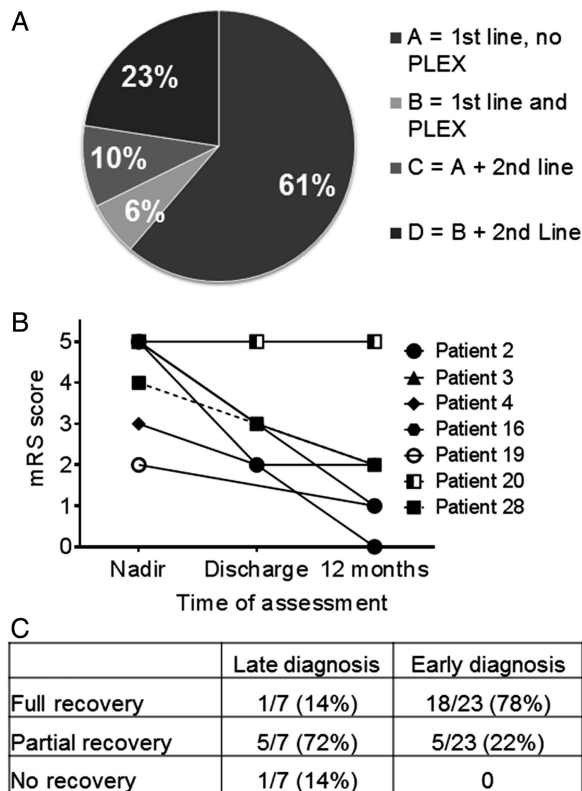 A
23%
10%
6%
61%
A = 1st line, no
PLEX
B = 1st line and
PLEX
C = A + 2nd line
D = B + 2nd Line
B
mRS score
5
4
3
2
1
0
Nadir Discharge 12 months
Time of assessment
Patient 2
Patient 3
Patient 4
Patient 16
Patient 19
Patient 20
Patient 28
C
Late diagnosis Early diagnosis
Full recovery 1/7 (14%) 18/23 (78%)
Partial recovery 5/7 (72%) 5/23 (22%)
No recovery 1/7 (14%) 0